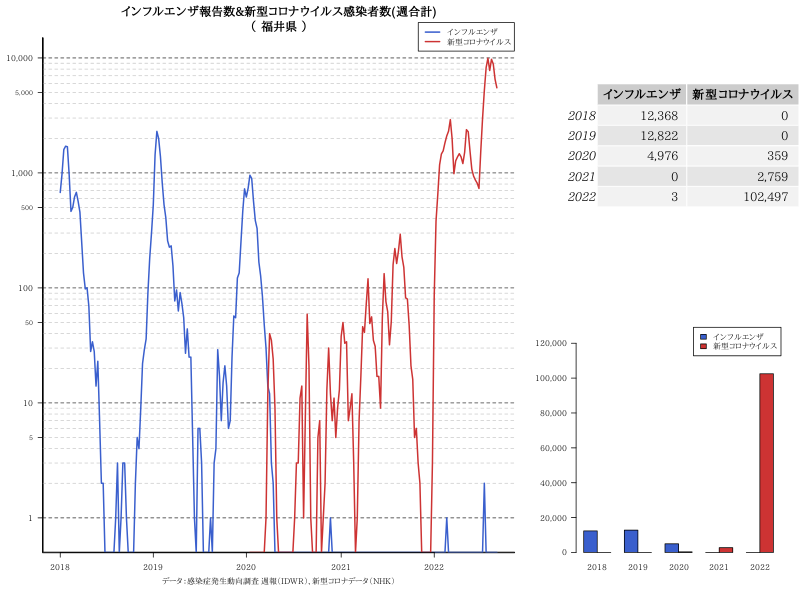 インフルエンザ報告数&新型コロナウイルス感染者数(週合計)
( 福井県 )
インフルエンザ
新型コロナウイルス
10,000
5,000
1,000
500
100
50
10
5
1
2018 2019 2020 2021 2022
データ:感染症発生動向調査 週報(IDWR)、新型コロナデータ(NHK)
インフルエンザ 新型コロナウイルス
2018 12,368 0
2019 12,822 0
2020 4,976 359
2021 0 2,759
2022 3 102,497
インフルエンザ
新型コロナウイルス
120,000
100,000
80,000
60,000
40,000
20,000
0
2018 2019 2020 2021 2022